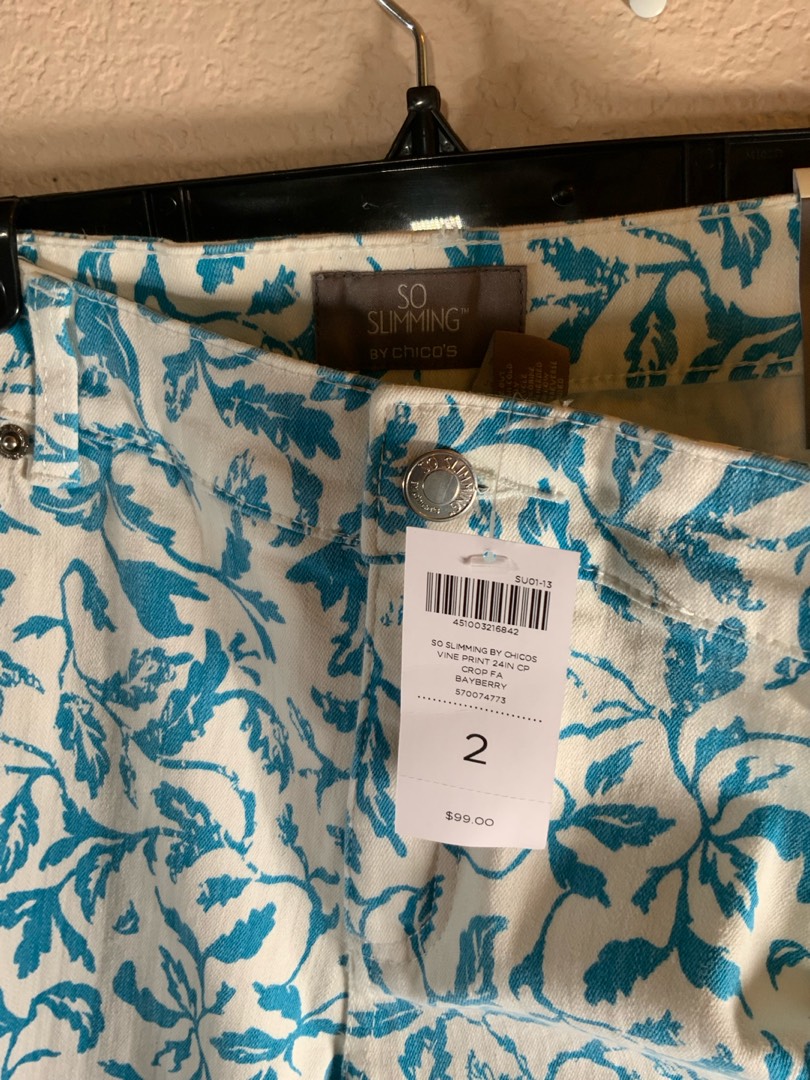 SO
SLIMMING™
BY chico's
SO SLIMMING
SU01-13
451003216842
SO SLIMMING BY CHICOS
VINE PRINT 24IN CP
CROP FA
BAYBERRY
570074773
2
$99.00